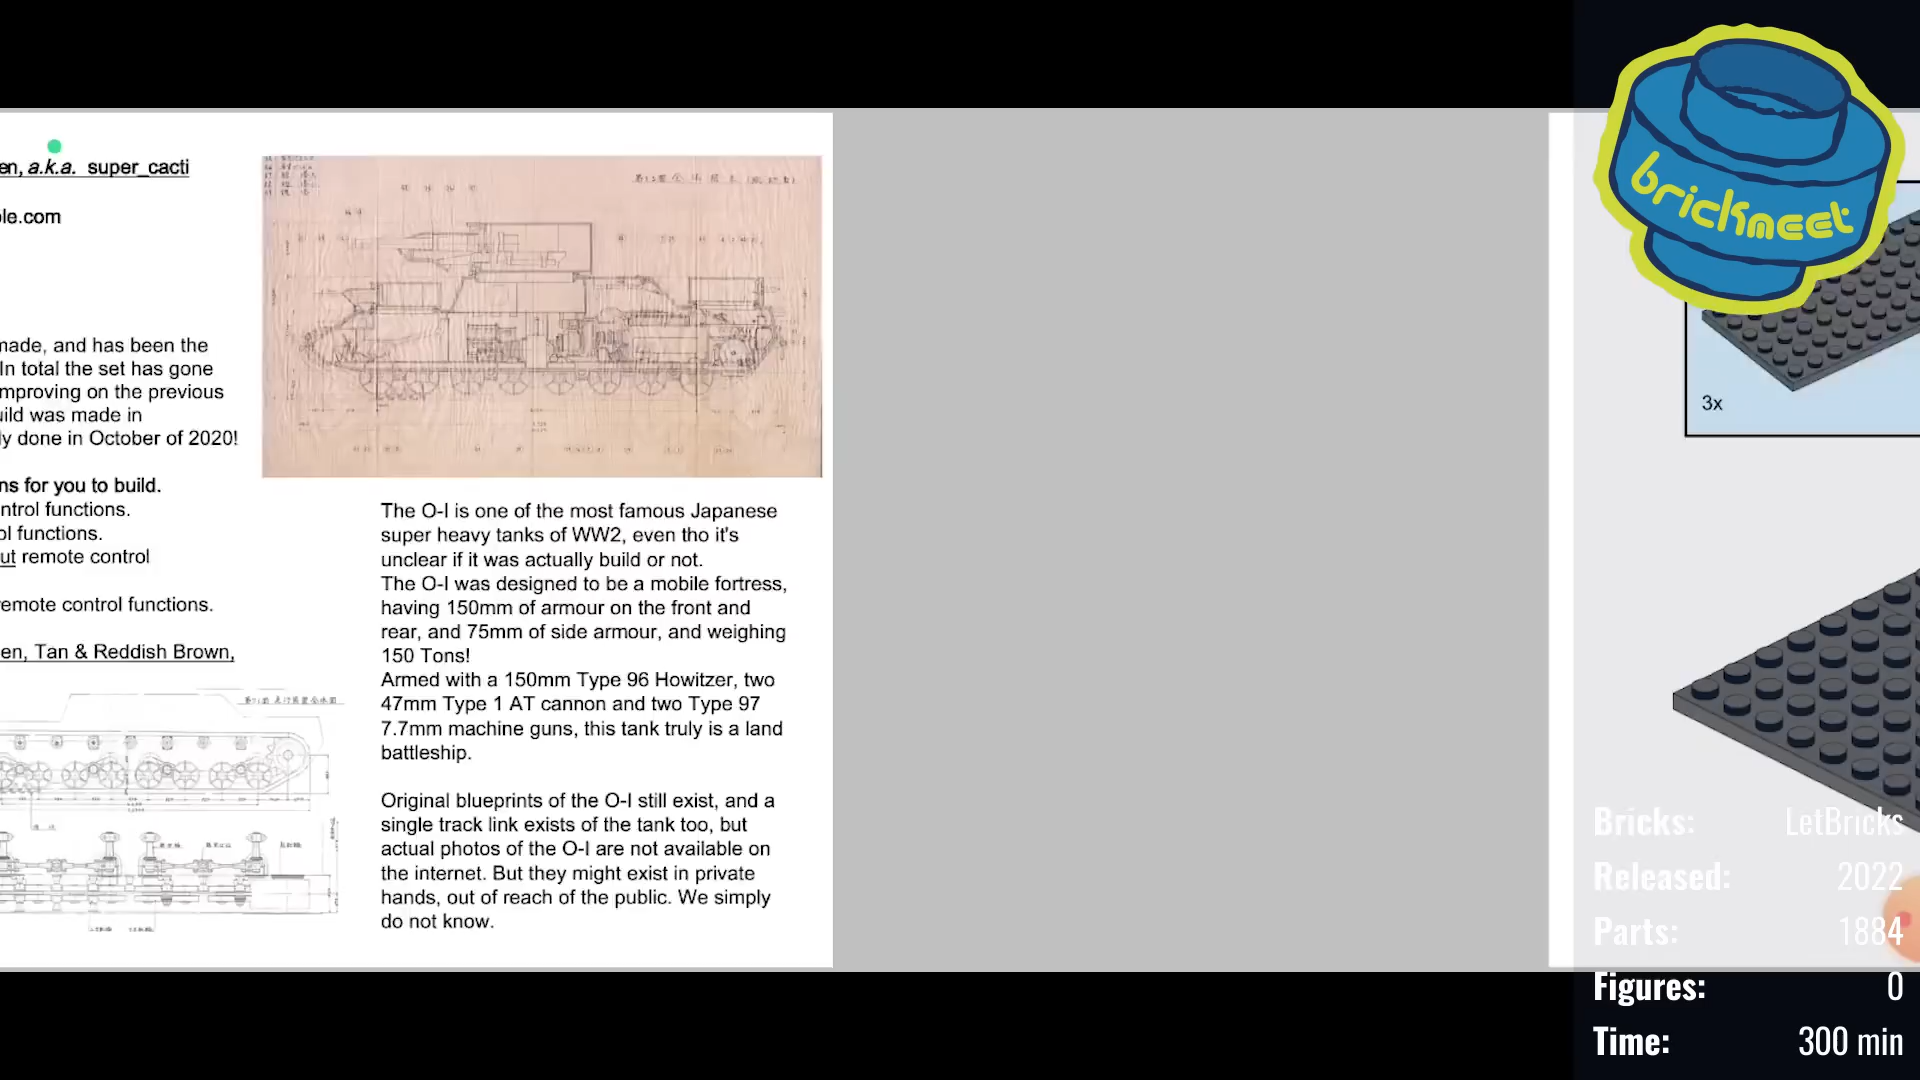 en, a.k.a. super_cacti
ble.com
made, and has been the
In total the set has gone
mproving on the previous
uild was made in
ly done in October of 2020!
ns for you to build.
ntrol functions.
ol functions.
ut remote control
emote control functions.
en, Tan & Reddish Brown,
The O-I is one of the most famous Japanese
super heavy tanks of WW2, even tho it's
unclear if it was actually build or not.
The O-I was designed to be a mobile fortress,
having 150mm of armour on the front and
rear, and 75mm of side armour, and weighing
150 Tons!
Armed with a 150mm Type 96 Howitzer, two
47mm Type 1 AT cannon and two Type 97
7.7mm machine guns, this tank truly is a land
battleship.
Original blueprints of the O-I still exist, and a
single track link exists of the tank too, but
actual photos of the O-I are not available on
the internet. But they might exist in private
hands, out of reach of the public. We simply
do not know.
brickmeet
3x
Bricks: LetBricks
Released: 2022
Parts: 1884
Figures: 0
Time: 300 min